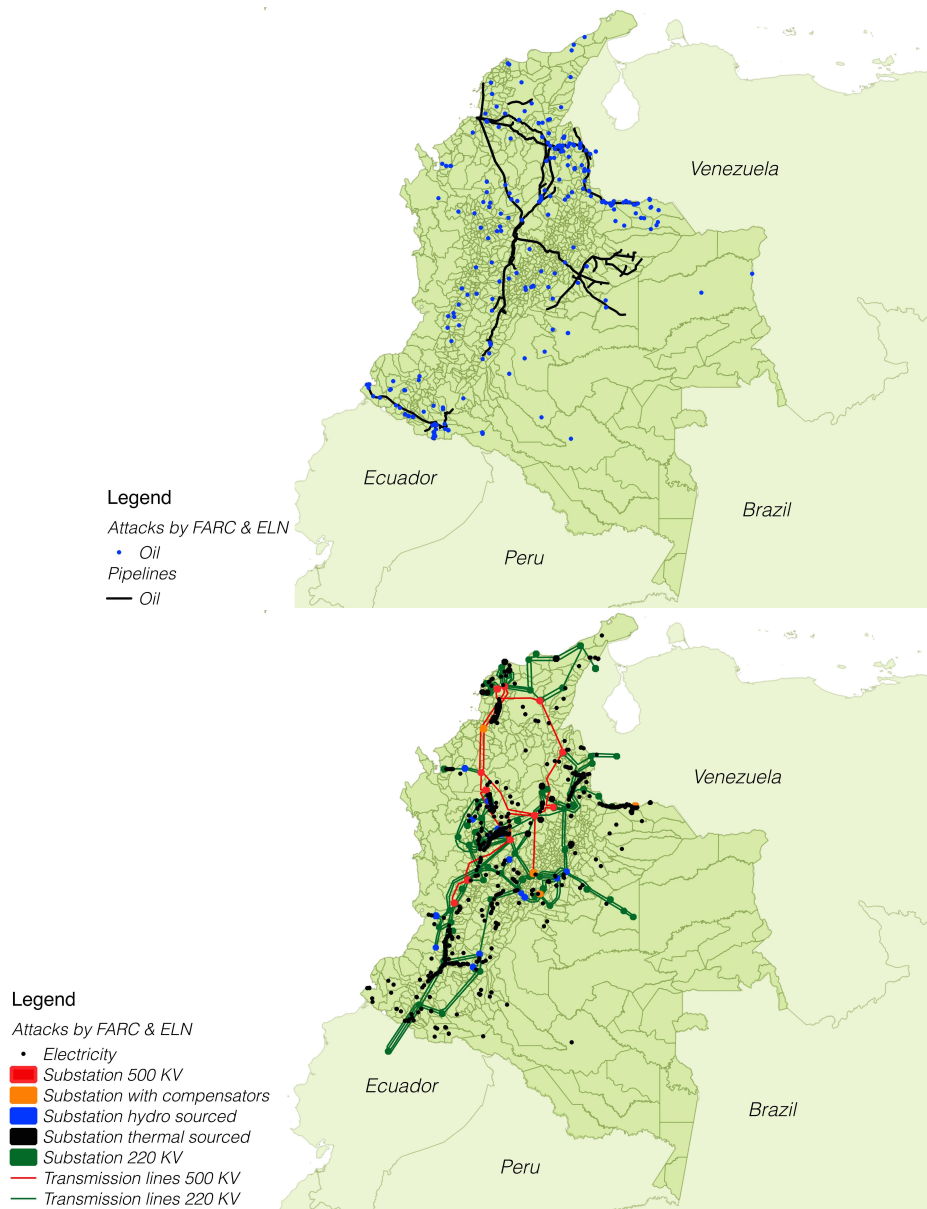 Venezuela
Ecuador
Brazil
Peru
Legend
Attacks by FARC & ELN
Oil
Pipelines
Oil
Venezuela
Ecuador
Brazil
Peru
Legend
Attacks by FARC & ELN
Electricity
Substation 500 KV
Substation with compensators
Substation hydro sourced
Substation thermal sourced
Substation 220 KV
Transmission lines 500 KV
Transmission lines 220 KV